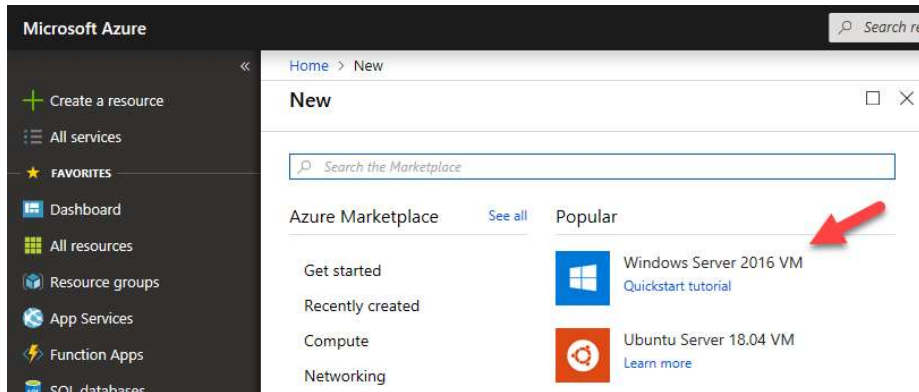 Microsoft Azure
Search re
«
Home > New
New
Create a resource
All services
FAVORITES
Dashboard
All resources
Resource groups
App Services
Function Apps
SQL databases
Search the Marketplace
Azure Marketplace See all
Get started
Recently created
Compute
Networking
Popular
Windows Server 2016 VM
Quickstart tutorial
Ubuntu Server 18.04 VM
Learn more